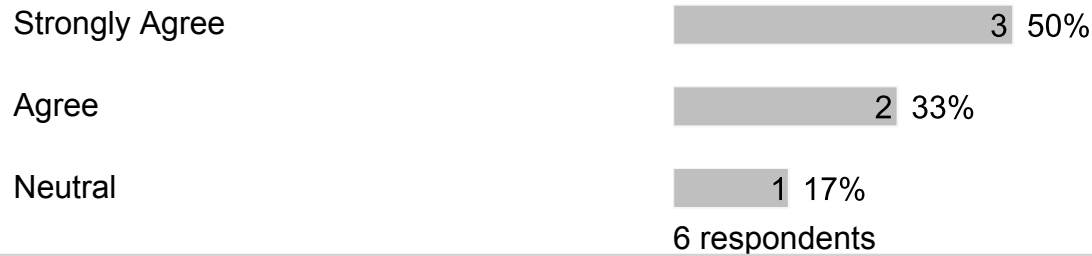 Strongly Agree 3 50%
Agree 2 33%
Neutral 1 17%
6 respondents